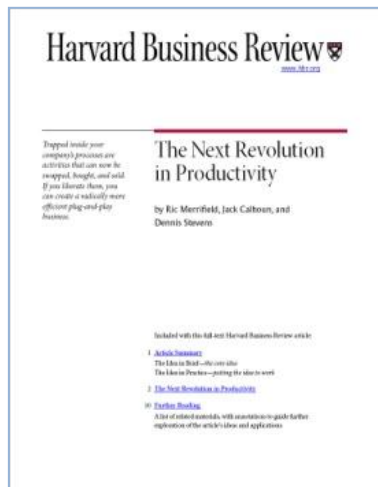 Harvard Business Review
www.hbr.org
Trapped inside your
company's processes are
activities that can now be
swapped, bought, and sold.
If you liberate them, you
can create a radically more
efficient plug-and-play
business.
The Next Revolution
in Productivity
by Ric Merrifield, Jack Calhoun, and
Dennis Stevens
Included with this full-text Harvard Business Review article:
1 Article Summary
The Idea in Brief—the core idea
The Idea in Practice—putting the idea to work
2 The Next Revolution in Productivity
10 Further Reading
A list of related materials, with annotations to guide further
exploration of the article's ideas and applications